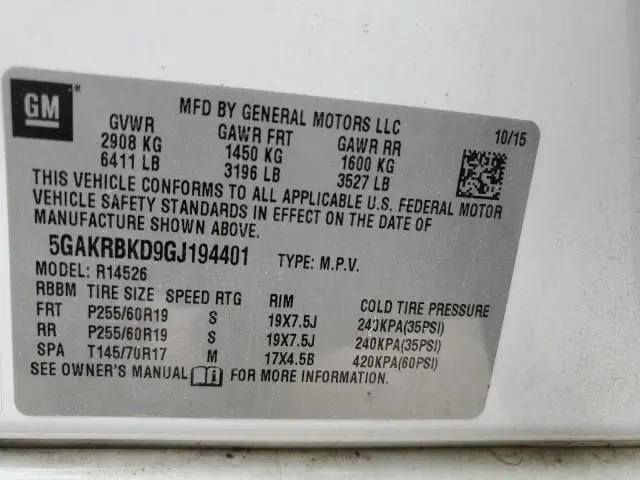 GM
MFD BY GENERAL MOTORS LLC
10/15
GVWR GAWR FRT GAWR RR
2908 KG 1450 KG 1600 KG
6411 LB 3196 LB 3527 LB
THIS VEHICLE CONFORMS TO ALL APPLICABLE U.S. FEDERAL MOTOR
VEHICLE SAFETY STANDARDS IN EFFECT ON THE DATE OF
MANUFACTURE SHOWN ABOVE.
5GAKRBKD9GJ194401 TYPE: M.P.V.
MODEL: R14526
RBBM TIRE SIZE SPEED RTG RIM COLD TIRE PRESSURE
FRT P255/60R19 S 19X7.5J 240KPA(35PSI)
RR P255/60R19 S 19X7.5J 240KPA(35PSI)
SPA T145/70R17 M 17X4.5B 420KPA(60PSI)
SEE OWNER'S MANUAL FOR MORE INFORMATION.